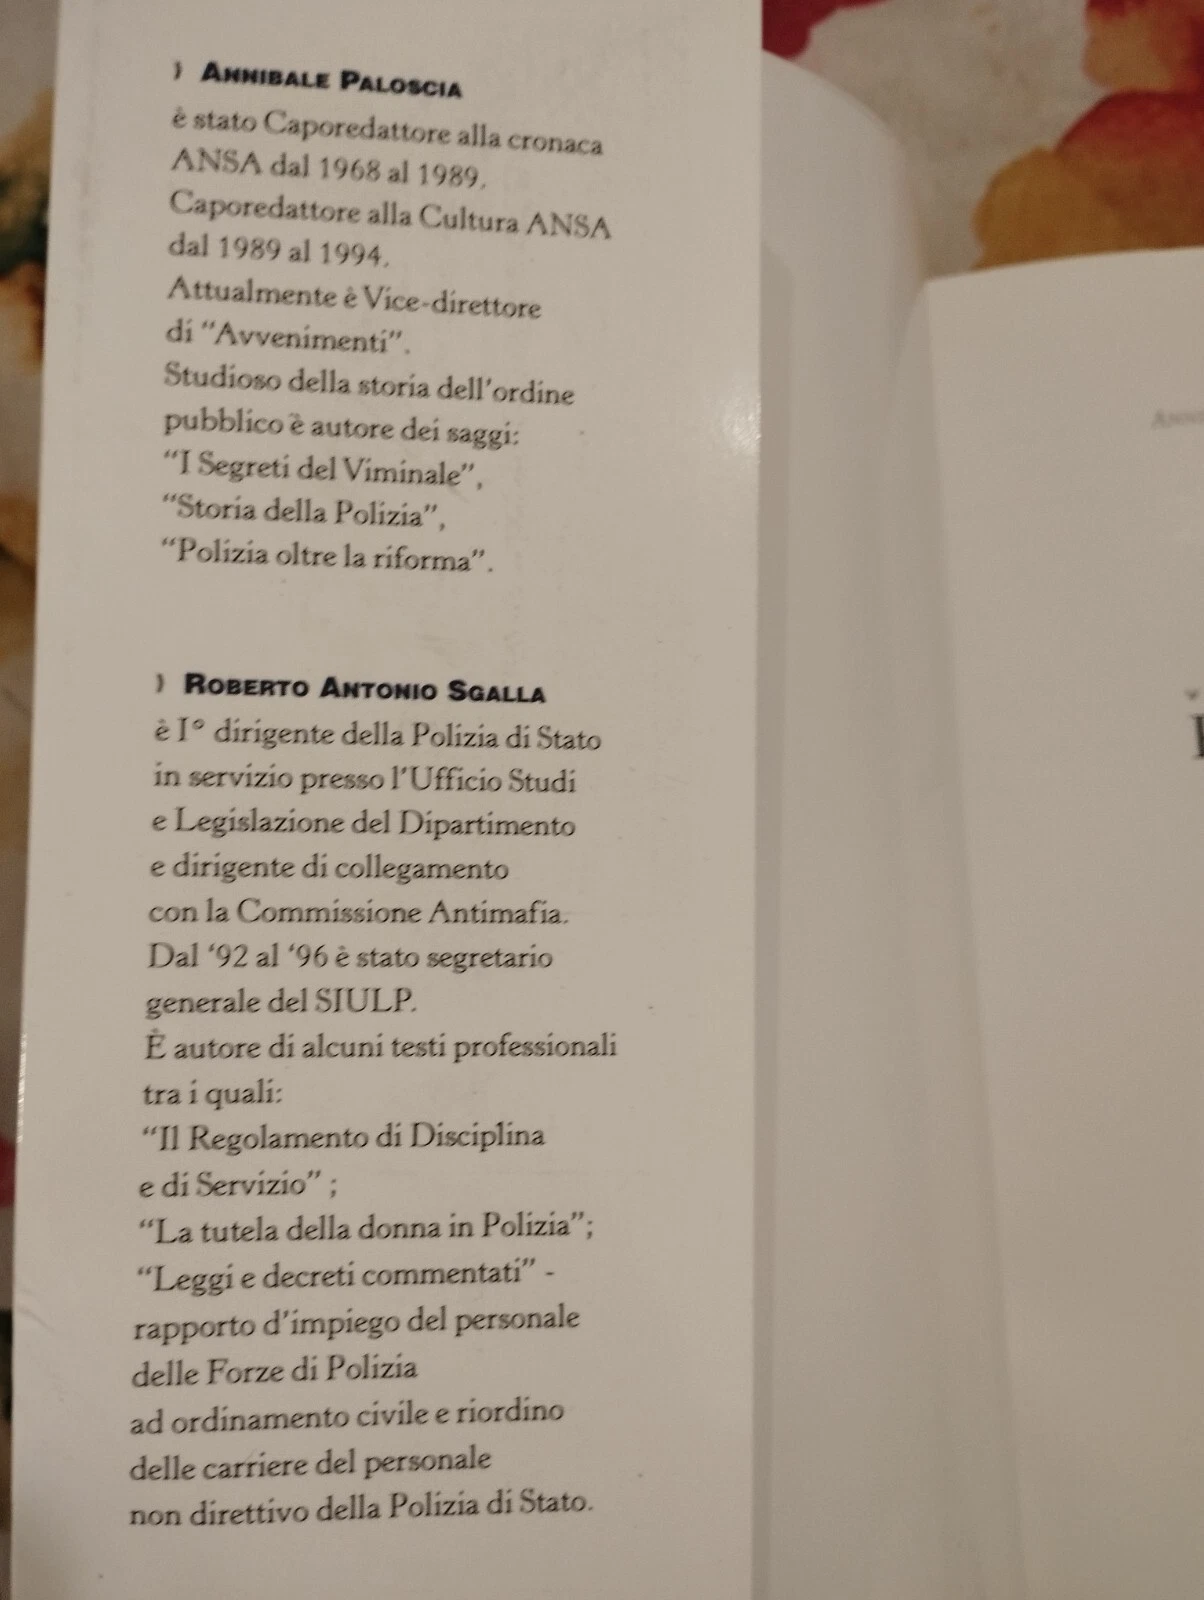 ) ANNIBALE PALOSCIA
è stato Caporedattore alla cronaca
ANSA dal 1968 al 1989.
Caporedattore alla Cultura ANSA
dal 1989 al 1994.
Attualmente è Vice-direttore
di "Avvenimenti".
Studioso della storia dell'ordine
pubblico è autore dei saggi:
"I Segreti del Viminale",
"Storia della Polizia",
"Polizia oltre la riforma".
) ROBERTO ANTONIO SGALLA
è I° dirigente della Polizia di Stato
in servizio presso l'Ufficio Studi
e Legislazione del Dipartimento
e dirigente di collegamento
con la Commissione Antimafia.
Dal '92 al '96 è stato segretario
generale del SIULP.
È autore di alcuni testi professionali
tra i quali:
"Il Regolamento di Disciplina
e di Servizio" ;
"La tutela della donna in Polizia";
"Leggi e decreti commentati" -
rapporto d'impiego del personale
delle Forze di Polizia
ad ordinamento civile e riordino
delle carriere del personale
non direttivo della Polizia di Stato.